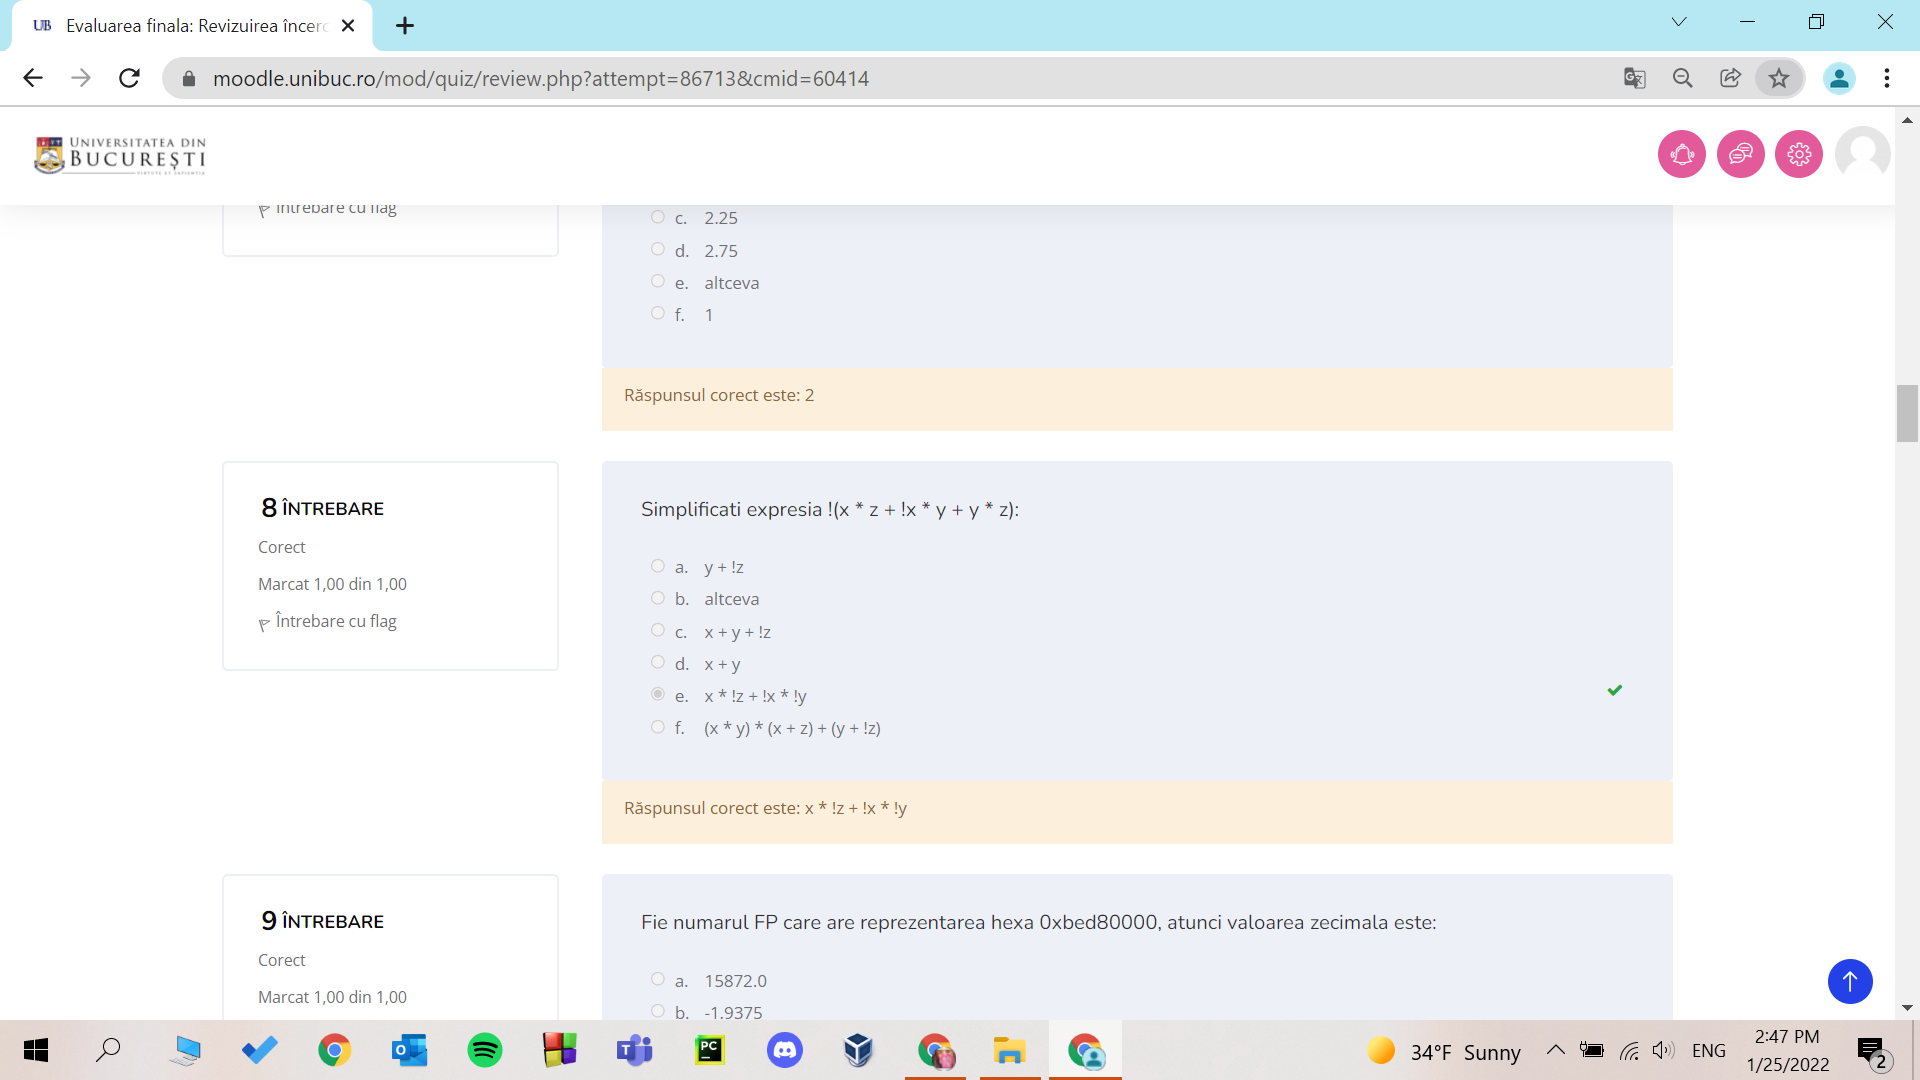 UB Evaluarea finala: Revizuirea încerc
moodle.unibuc.ro/mod/quiz/review.php?attempt=86713&cmid=60414
UNIVERSITATEA DIN
BUCUREȘTI
VIRTUTE ET SAPIENTIA
Întrebare cu flag
c. 2.25
d. 2.75
e. altceva
f. 1
Răspunsul corect este: 2
8 ÎNTREBARE
Corect
Marcat 1,00 din 1,00
Întrebare cu flag
Simplificati expresia !(x * z + !x * y + y * z):
a. y + !z
b. altceva
c. x + y + !z
d. x + y
e. x * !z + !x * !y
f. (x * y) * (x + z) + (y + !z)
Răspunsul corect este: x * !z + !x * !y
9 ÎNTREBARE
Corect
Marcat 1,00 din 1,00
Fie numarul FP care are reprezentarea hexa 0xbed80000, atunci valoarea zecimala este:
a. 15872.0
b. -1.9375
34°F Sunny
ENG
2:47 PM
1/25/2022
2